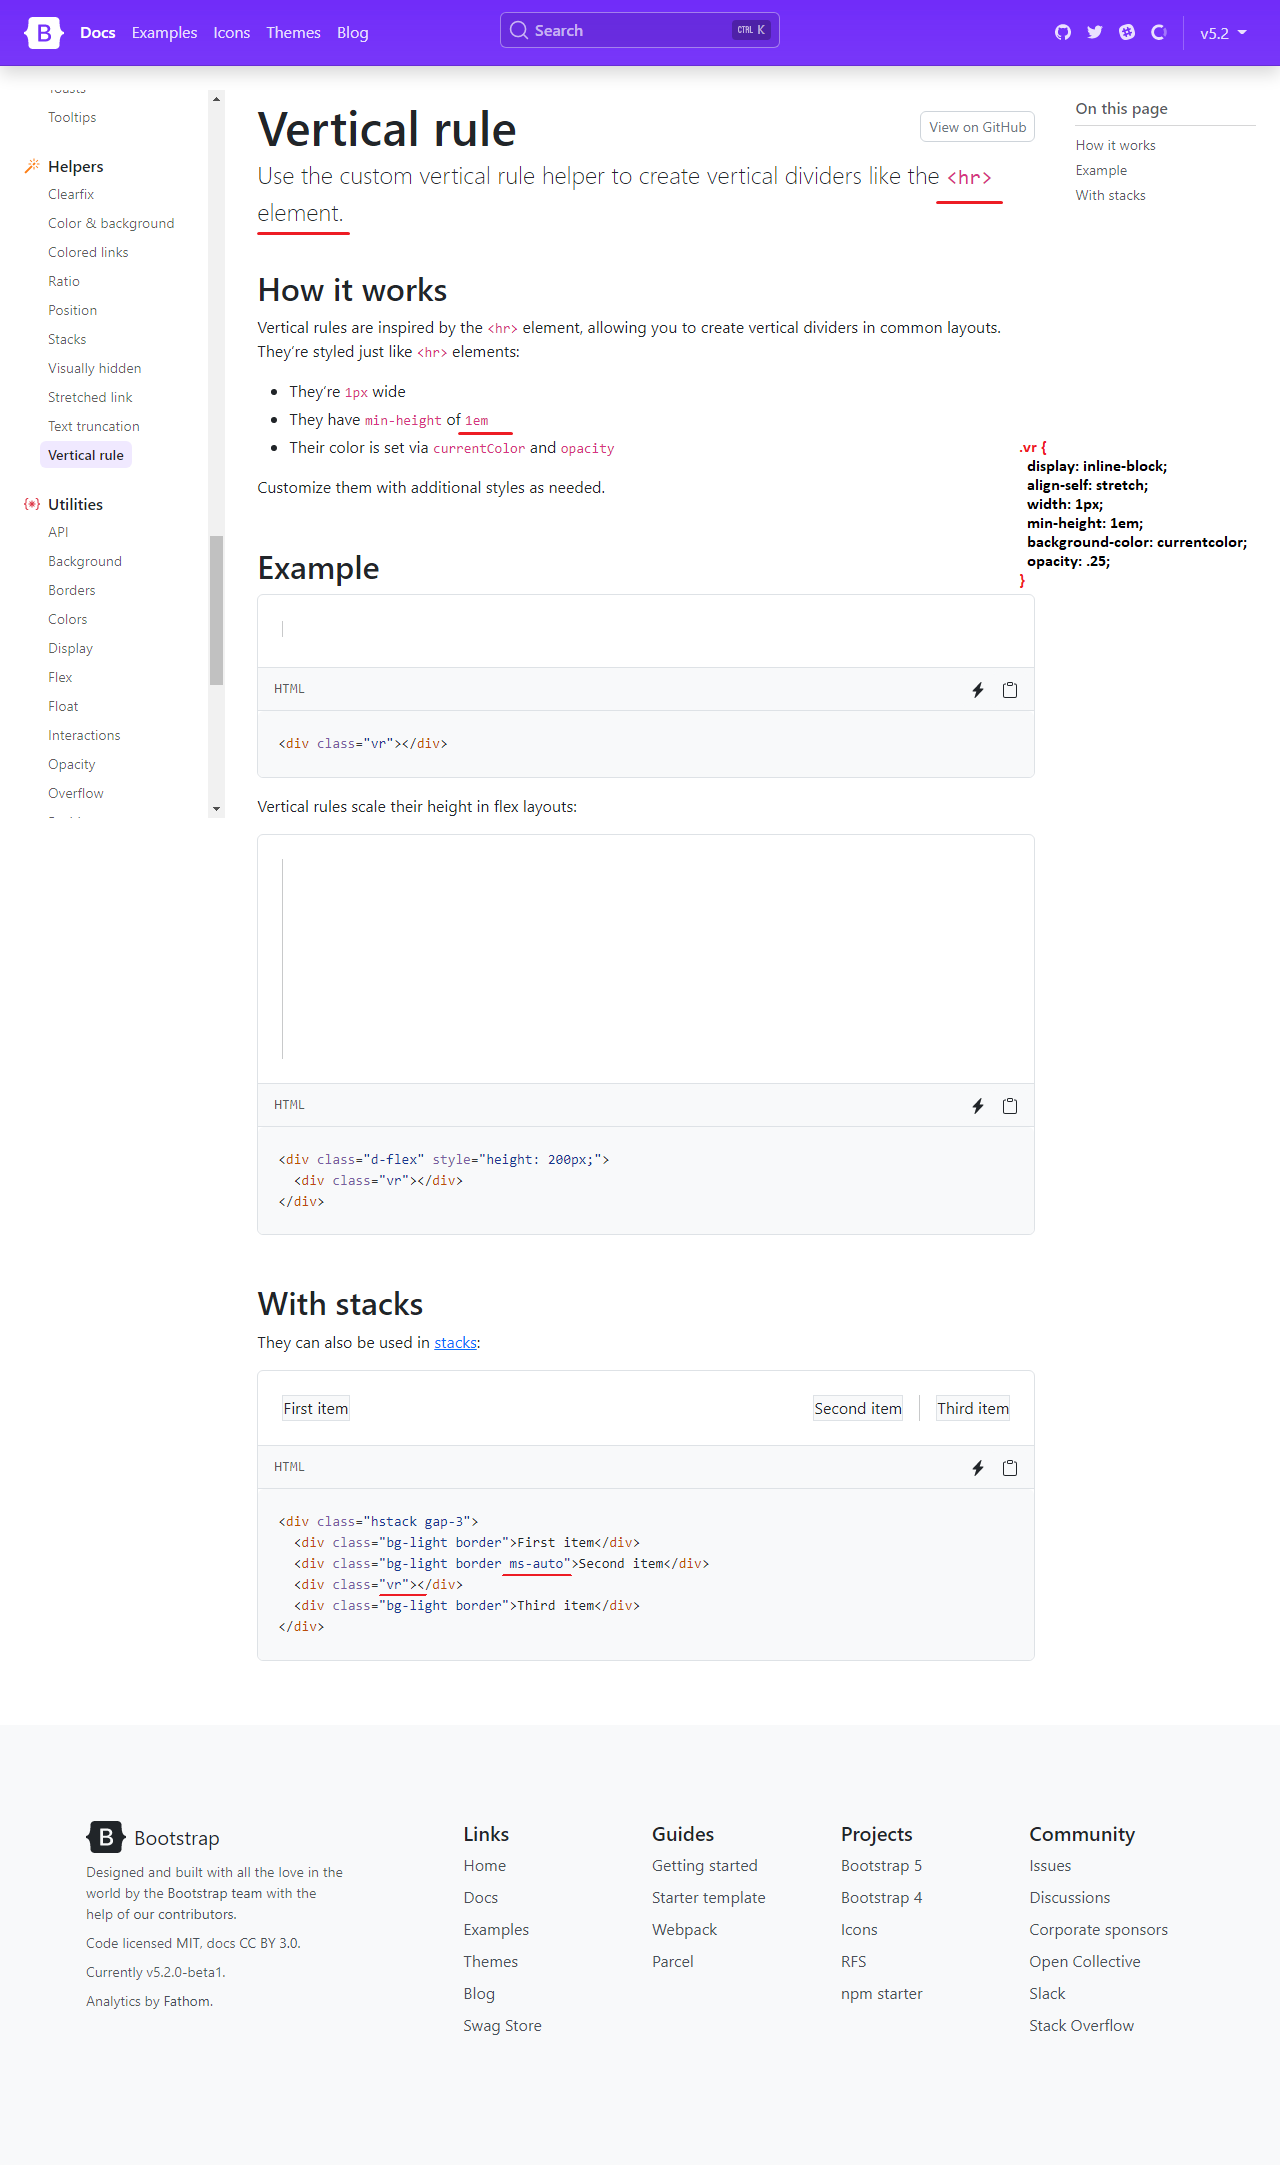 Docs Examples Icons Themes Blog Search CTRL K v5.2
Toasts
Tooltips
Helpers
Clearfix
Color & background
Colored links
Ratio
Position
Stacks
Visually hidden
Stretched link
Text truncation
Vertical rule
Utilities
API
Background
Borders
Colors
Display
Flex
Float
Interactions
Opacity
Overflow
Vertical rule
View on GitHub
Use the custom vertical rule helper to create vertical dividers like the <hr>
element.
On this page
How it works
Example
With stacks
How it works
Vertical rules are inspired by the <hr> element, allowing you to create vertical dividers in common layouts.
They’re styled just like <hr> elements:
They’re 1px wide
They have min-height of 1em
Their color is set via currentColor and opacity
Customize them with additional styles as needed.
.vr {
display: inline-block;
align-self: stretch;
width: 1px;
min-height: 1em;
background-color: currentcolor;
opacity: .25;
}
Example
HTML
<div class="vr"></div>
Vertical rules scale their height in flex layouts:
HTML
<div class="d-flex" style="height: 200px;">
<div class="vr"></div>
</div>
With stacks
They can also be used in stacks:
First item Second item Third item
HTML
<div class="hstack gap-3">
<div class="bg-light border">First item</div>
<div class="bg-light border ms-auto">Second item</div>
<div class="vr"></div>
<div class="bg-light border">Third item</div>
</div>
Bootstrap
Designed and built with all the love in the
world by the Bootstrap team with the
help of our contributors.
Code licensed MIT, docs CC BY 3.0.
Currently v5.2.0-beta1.
Analytics by Fathom.
Links
Home
Docs
Examples
Themes
Blog
Swag Store
Guides
Getting started
Starter template
Webpack
Parcel
Projects
Bootstrap 5
Bootstrap 4
Icons
RFS
npm starter
Community
Issues
Discussions
Corporate sponsors
Open Collective
Slack
Stack Overflow